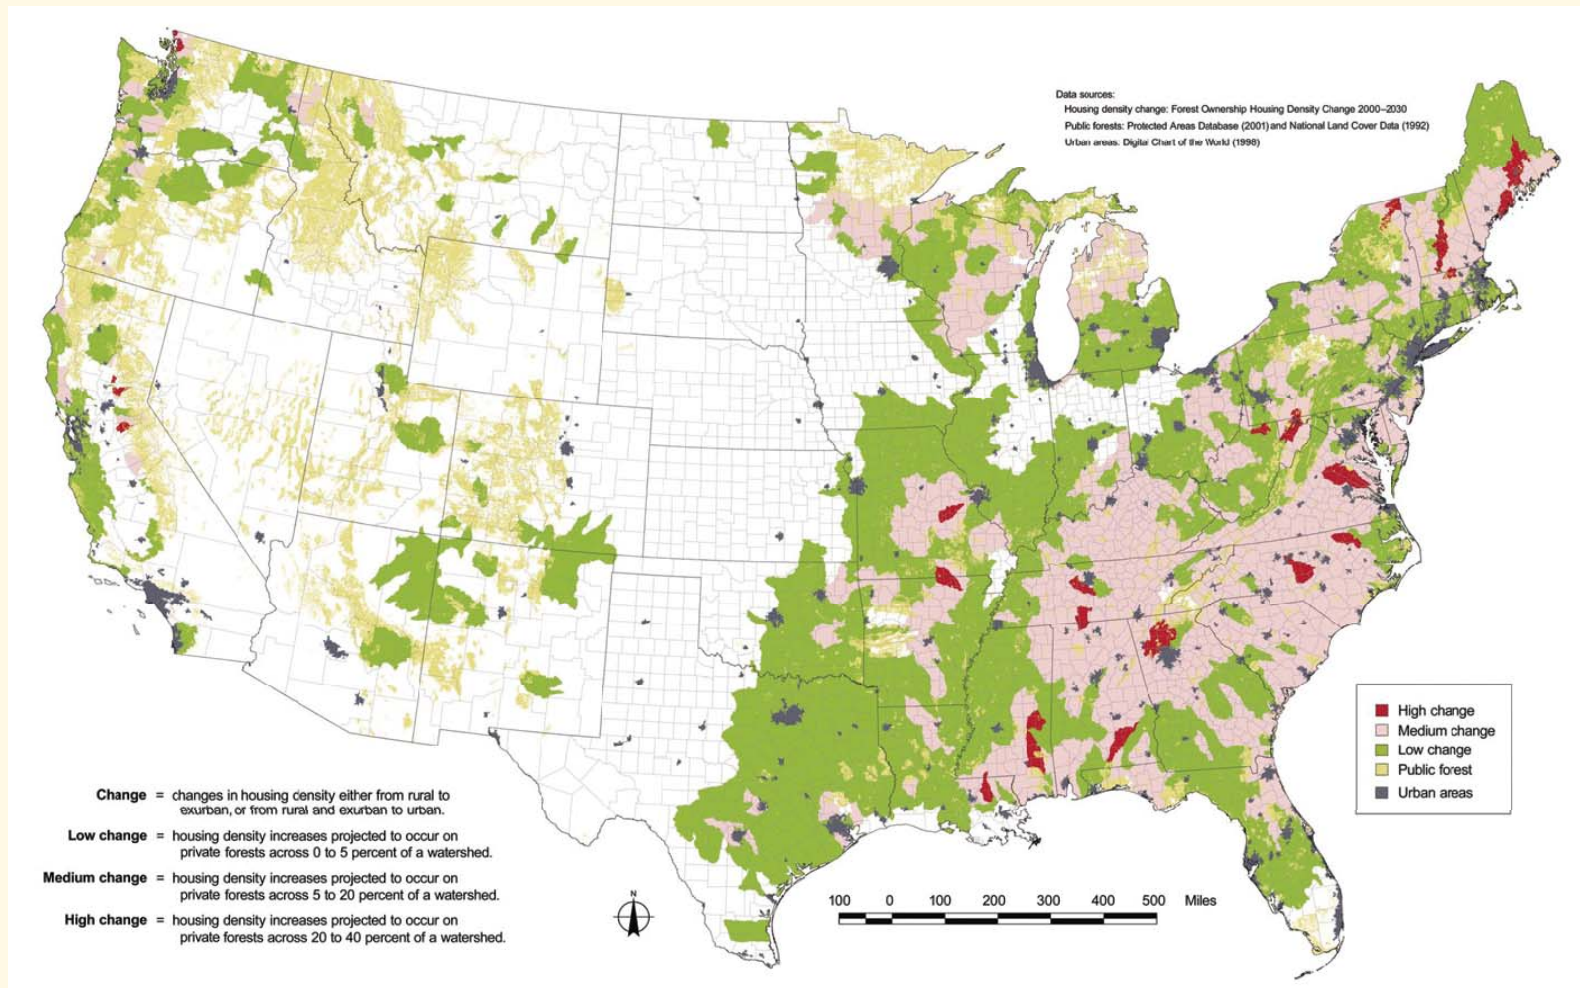 Data sources:
Housing density change: Forest Ownership Housing Density Change 2000–2030
Public forests: Protected Areas Database (2001) and National Land Cover Data (1992)
Urban areas: Digital Chart of the World (1998)
High change
Medium change
Low change
Public forest
Urban areas
Change = changes in housing density either from rural to
exurban, or from rural and exurban to urban.
Low change = housing density increases projected to occur on
private forests across 0 to 5 percent of a watershed.
Medium change = housing density increases projected to occur on
private forests across 5 to 20 percent of a watershed.
High change = housing density increases projected to occur on
private forests across 20 to 40 percent of a watershed.
N
100 0 100 200 300 400 500 Miles